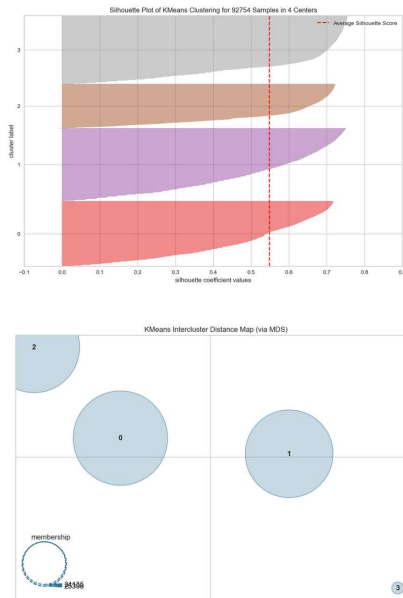 Silhouette Plot of KMeans Clustering for 92754 Samples in 4 Centers
Average Silhouette Score
3
2
1
0
cluster label
-0.1 0.0 0.1 0.2 0.3 0.4 0.5 0.6 0.7 0.8 0.
silhouette coefficient values
KMeans Intercluster Distance Map (via MDS)
2
0
1
membership
3